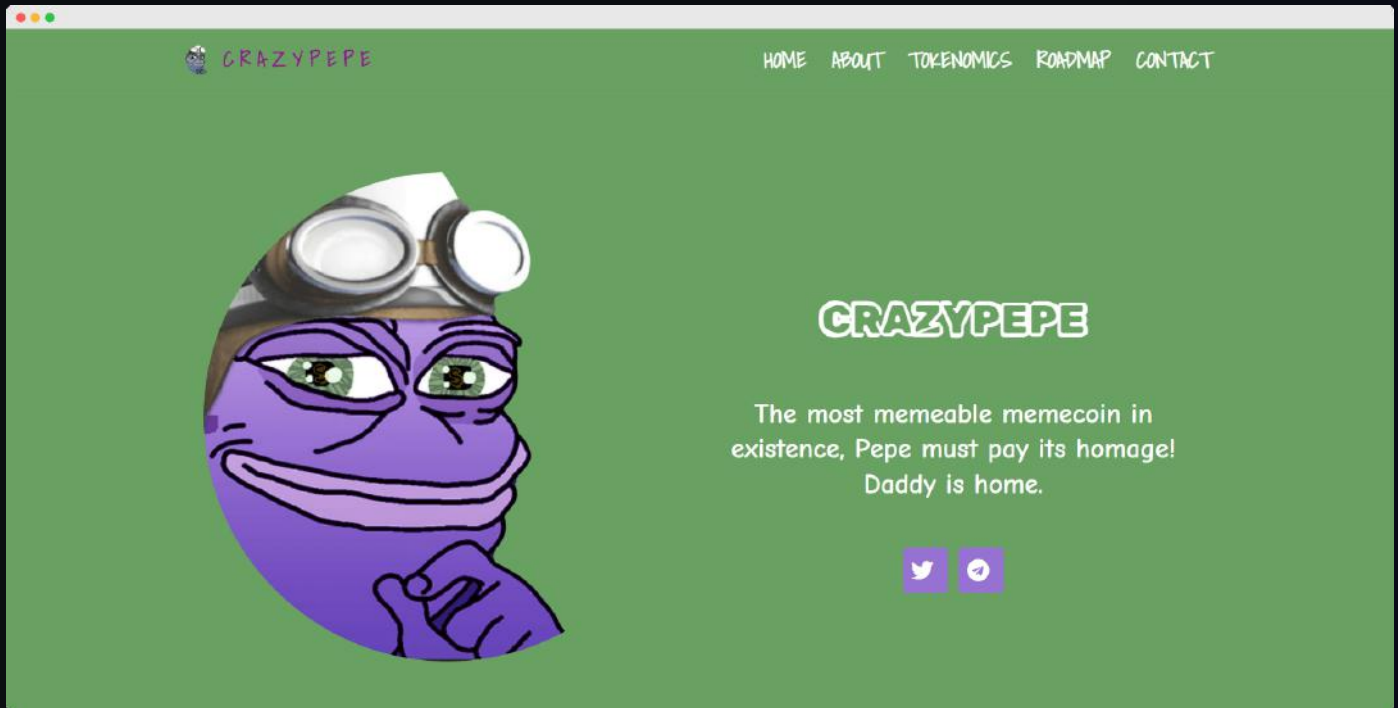 CRAZYPEPE
HOME ABOUT TOKENOMICS ROADMAP CONTACT
CRAZYPEPE
The most memeable memecoin in
existence, Pepe must pay its homage!
Daddy is home.